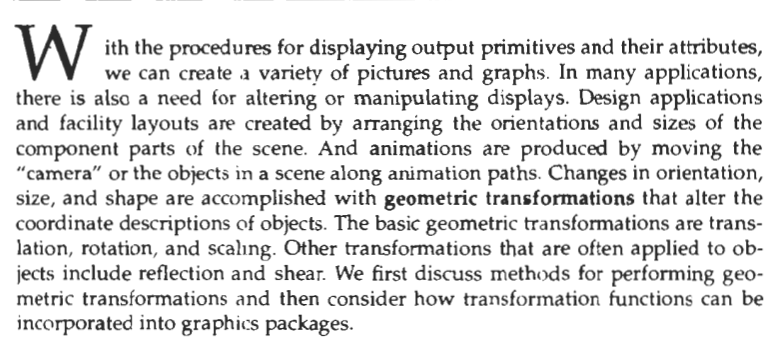 With the procedures for displaying output primitives and their attributes,
we can create a variety of pictures and graphs. In many applications,
there is also a need for altering or manipulating displays. Design applications
and facility layouts are created by arranging the orientations and sizes of the
component parts of the scene. And animations are produced by moving the
"camera" or the objects in a scene along animation paths. Changes in orientation,
size, and shape are accomplished with geometric transformations that alter the
coordinate descriptions of objects. The basic geometric transformations are trans-
lation, rotation, and scaling. Other transformations that are often applied to ob-
jects include reflection and shear. We first discuss methods for performing geo-
metric transformations and then consider how transformation functions can be
incorporated into graphics packages.